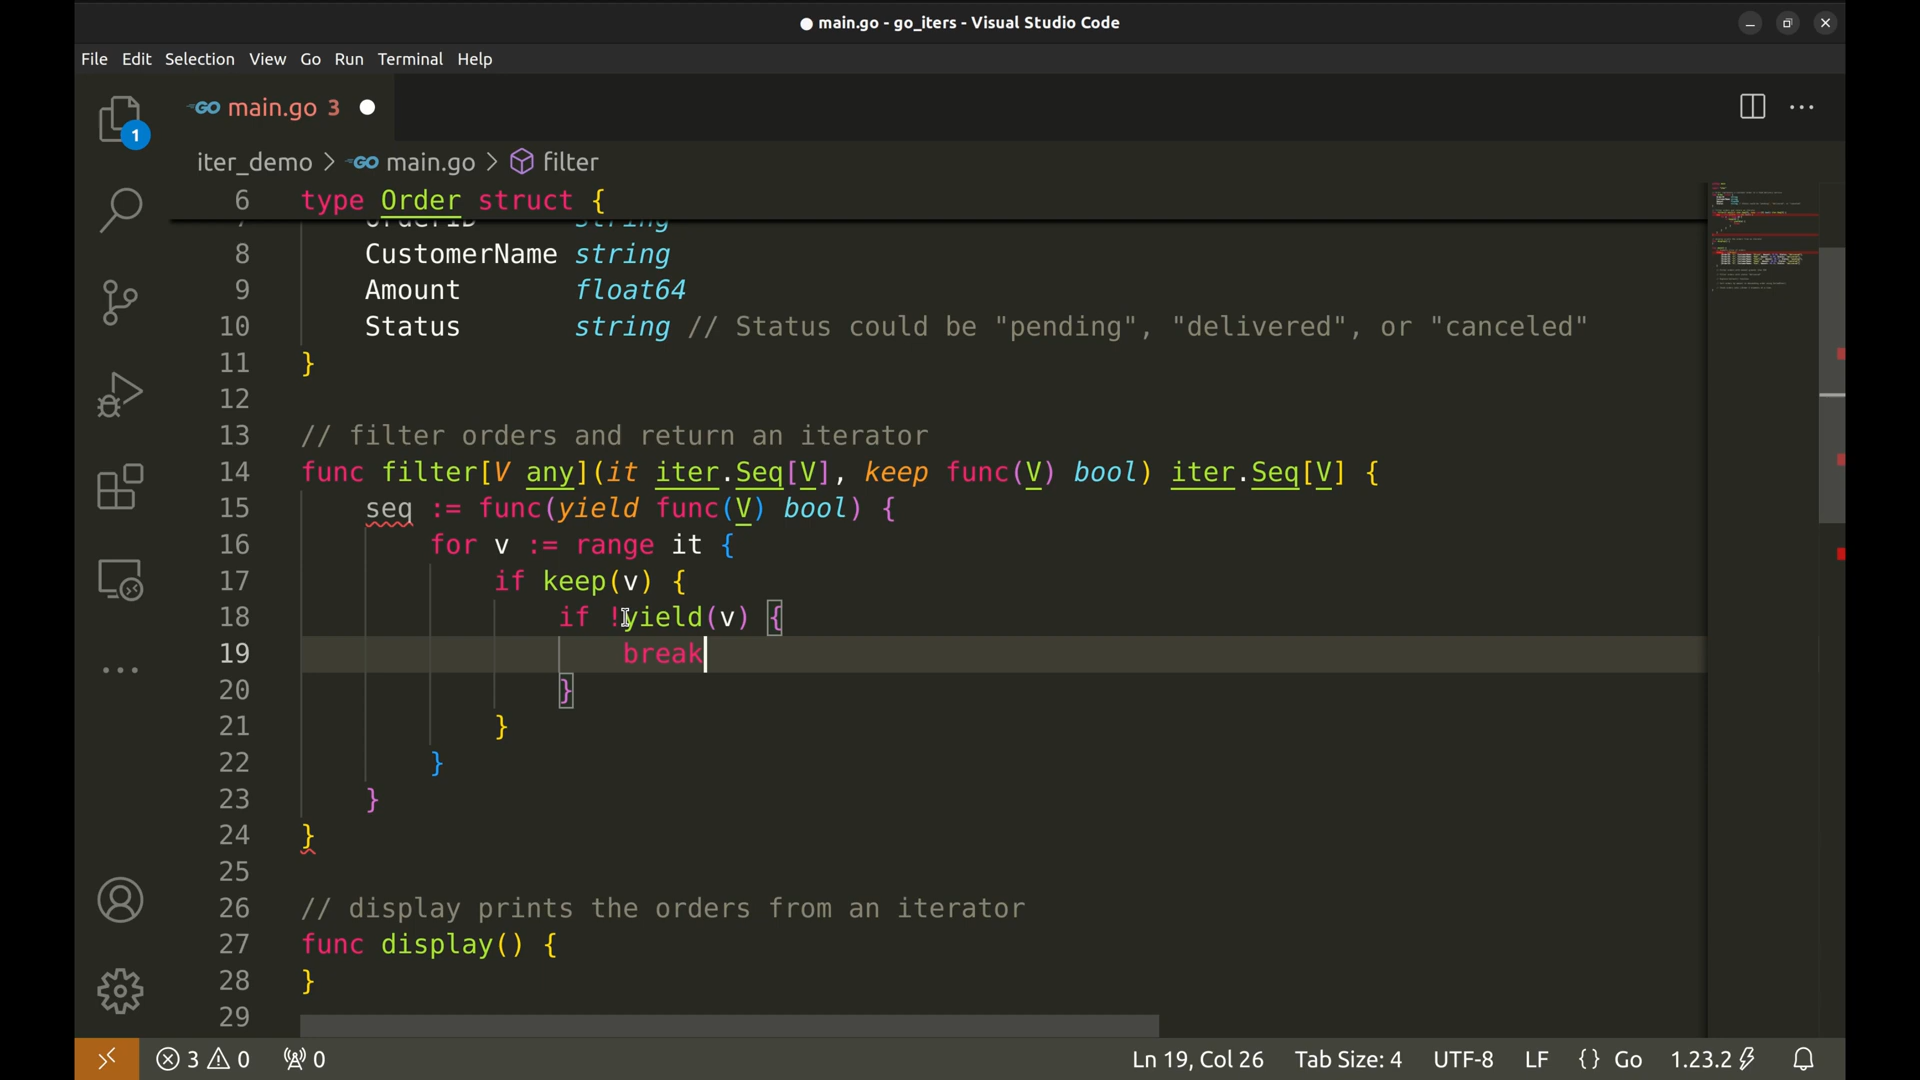 main.go - go_iters - Visual Studio Code
File Edit Selection View Go Run Terminal Help
GO main.go 3
1
iter_demo > GO main.go > filter
6 type Order struct {
7 OrderID string
8 CustomerName string
9 Amount float64
10 Status string // Status could be "pending", "delivered", or "canceled"
11 }
12
13 // filter orders and return an iterator
14 func filter[V any](it iter.Seq[V], keep func(V) bool) iter.Seq[V] {
15 seq := func(yield func(V) bool) {
16 for v := range it {
17 if keep(v) {
18 if !yield(v) {
19 break
20 }
21 }
22 }
23 }
24 }
25
26 // display prints the orders from an iterator
27 func display() {
28 }
29
3 0 0 Ln 19, Col 26 Tab Size: 4 UTF-8 LF {} Go 1.23.2